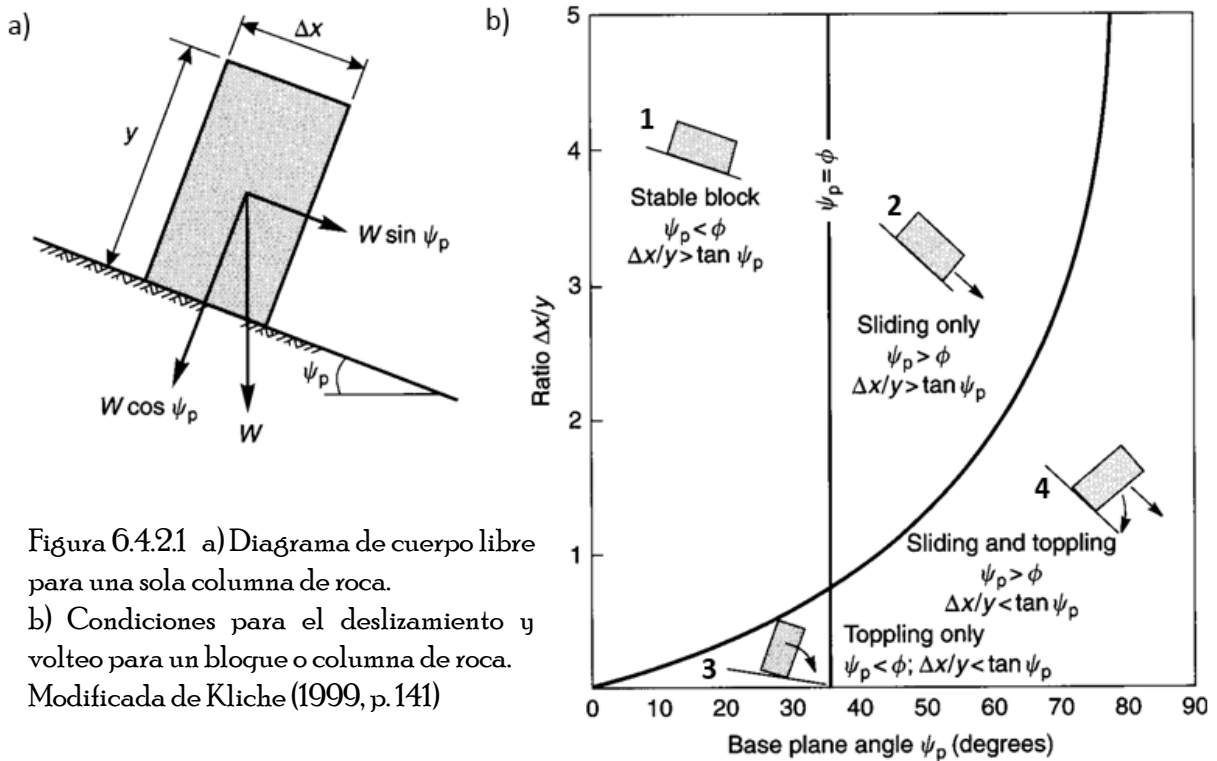 a)
Δx
y
W sin ψp
ψp
W cos ψp
W
Figura 6.4.2.1 a) Diagrama de cuerpo libre
para una sola columna de roca.
b) Condiciones para el deslizamiento y
volteo para un bloque o columna de roca.
Modificada de Kliche (1999, p. 141)
b)
5
4
3
2
1
Ratio Δx/y
1
Stable block
ψp < ϕ
Δx/y > tan ψp
ψp = ϕ
2
Sliding only
ψp > ϕ
Δx/y > tan ψp
4
Sliding and toppling
ψp > ϕ
Δx/y < tan ψp
3
Toppling only
ψp < ϕ; Δx/y < tan ψp
0 10 20 30 40 50 60 70 80 90
Base plane angle ψp (degrees)